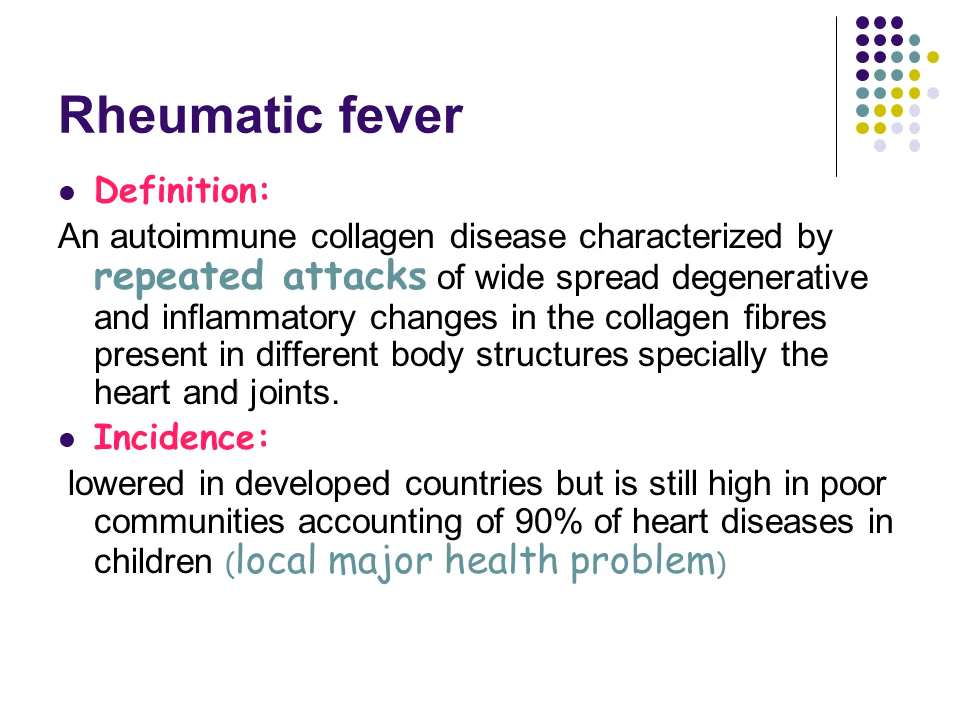 Rheumatic fever
Definition:
An autoimmune collagen disease characterized by
repeated attacks of wide spread degenerative
and inflammatory changes in the collagen fibres
present in different body structures specially the
heart and joints.
Incidence:
lowered in developed countries but is still high in poor
communities accounting of 90% of heart diseases in
children (local major health problem)